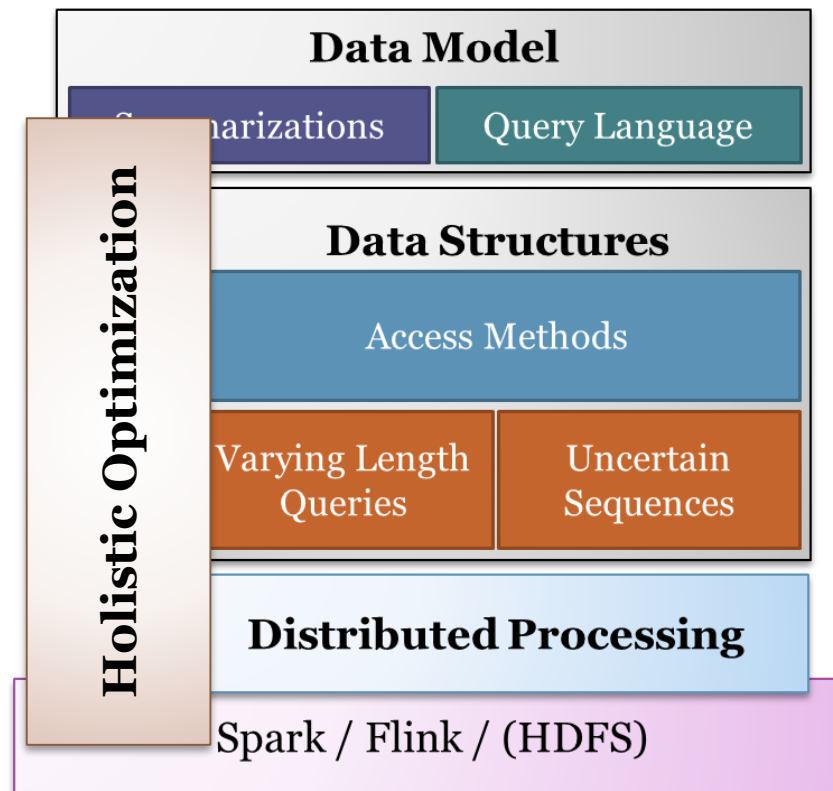 Data Model
Summarizations
Query Language
Holistic Optimization
Data Structures
Access Methods
Varying Length
Queries
Uncertain
Sequences
Distributed Processing
Spark / Flink / (HDFS)